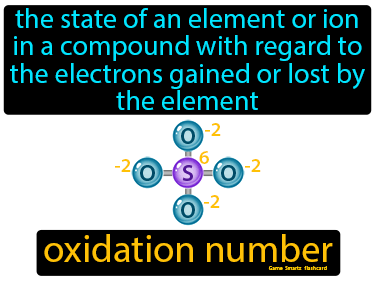 the state of an element or ion
in a compound with regard to
the electrons gained or lost by
the element
O -2
-2 O S 6 O -2
O -2
oxidation number
Game Smartz flashcard